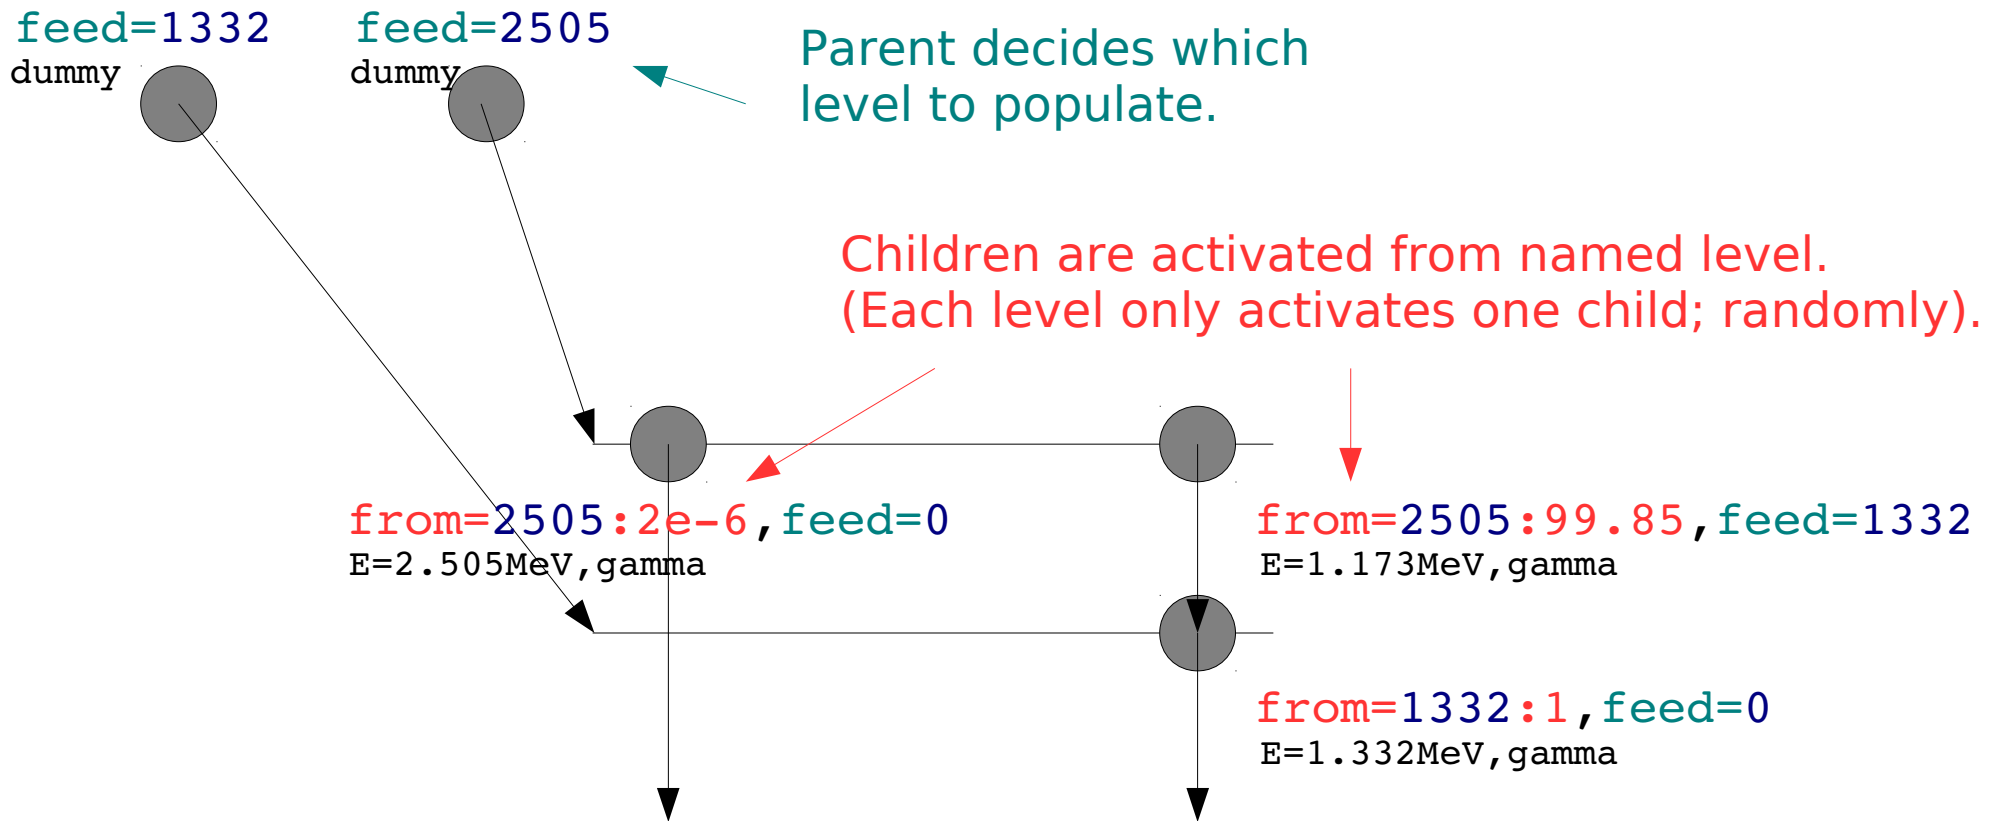 feed=1332
dummy
feed=2505
dummy
Parent decides which
level to populate.
Children are activated from named level.
(Each level only activates one child; randomly).
from=2505:2e-6,feed=0
E=2.505MeV,gamma
from=2505:99.85,feed=1332
E=1.173MeV,gamma
from=1332:1,feed=0
E=1.332MeV,gamma